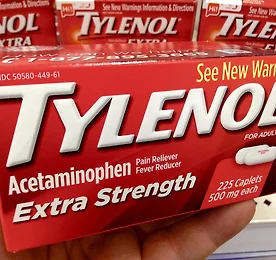 See New Warnings Information & Directions
TYLENOL
EXTRA
NDC 50580-449-61
See New Warn
TYLENOL
FOR ADUL
Acetaminophen
Pain Reliever
Fever Reducer
Extra Strength
225 Caplets
500 mg each